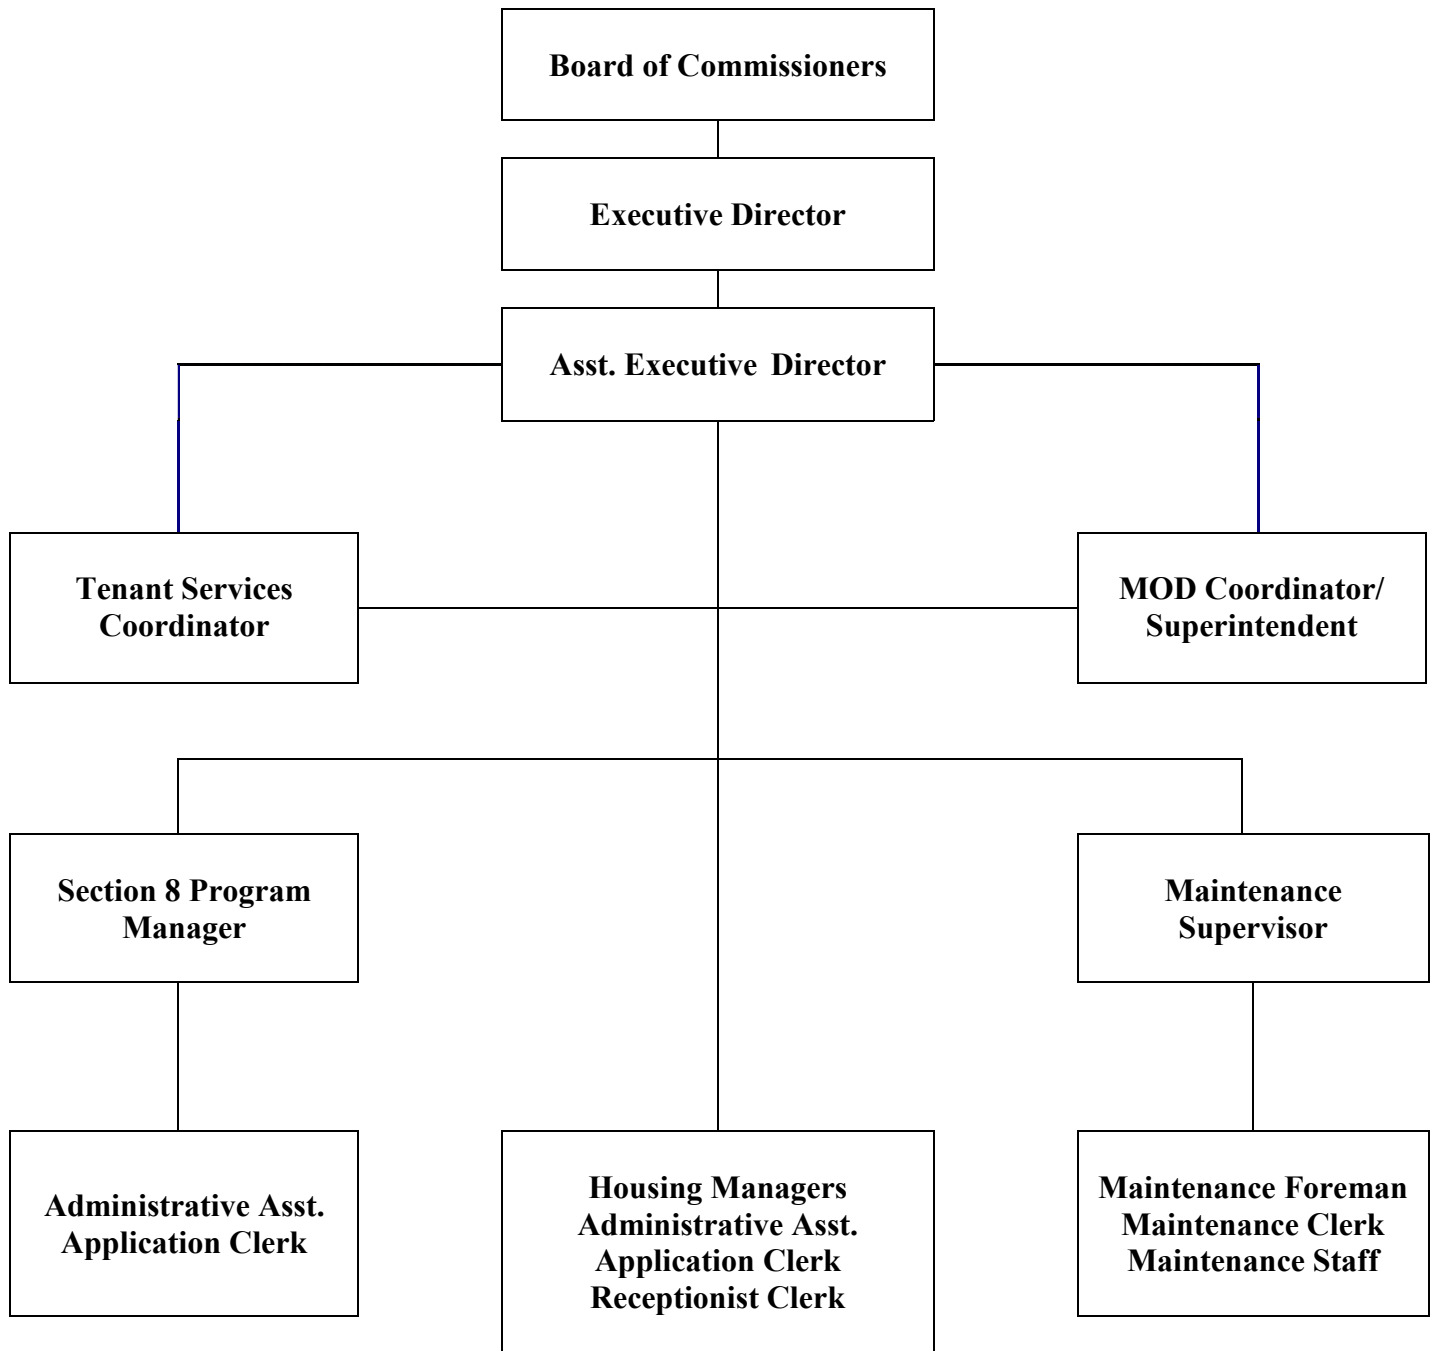 Board of Commissioners
Executive Director
Asst. Executive Director
Tenant Services
Coordinator
MOD Coordinator/
Superintendent
Section 8 Program
Manager
Maintenance
Supervisor
Administrative Asst.
Application Clerk
Housing Managers
Administrative Asst.
Application Clerk
Receptionist Clerk
Maintenance Foreman
Maintenance Clerk
Maintenance Staff